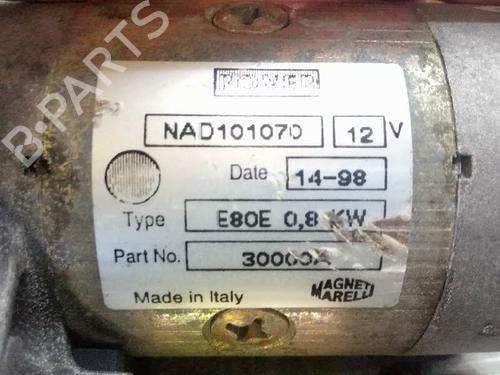 ROVER
NAD101070 12 V
Date 14-98
Type E80E 0,8 KW
Part No. 30000A
Made in Italy MAGNETI MARELLI
B-PARTS